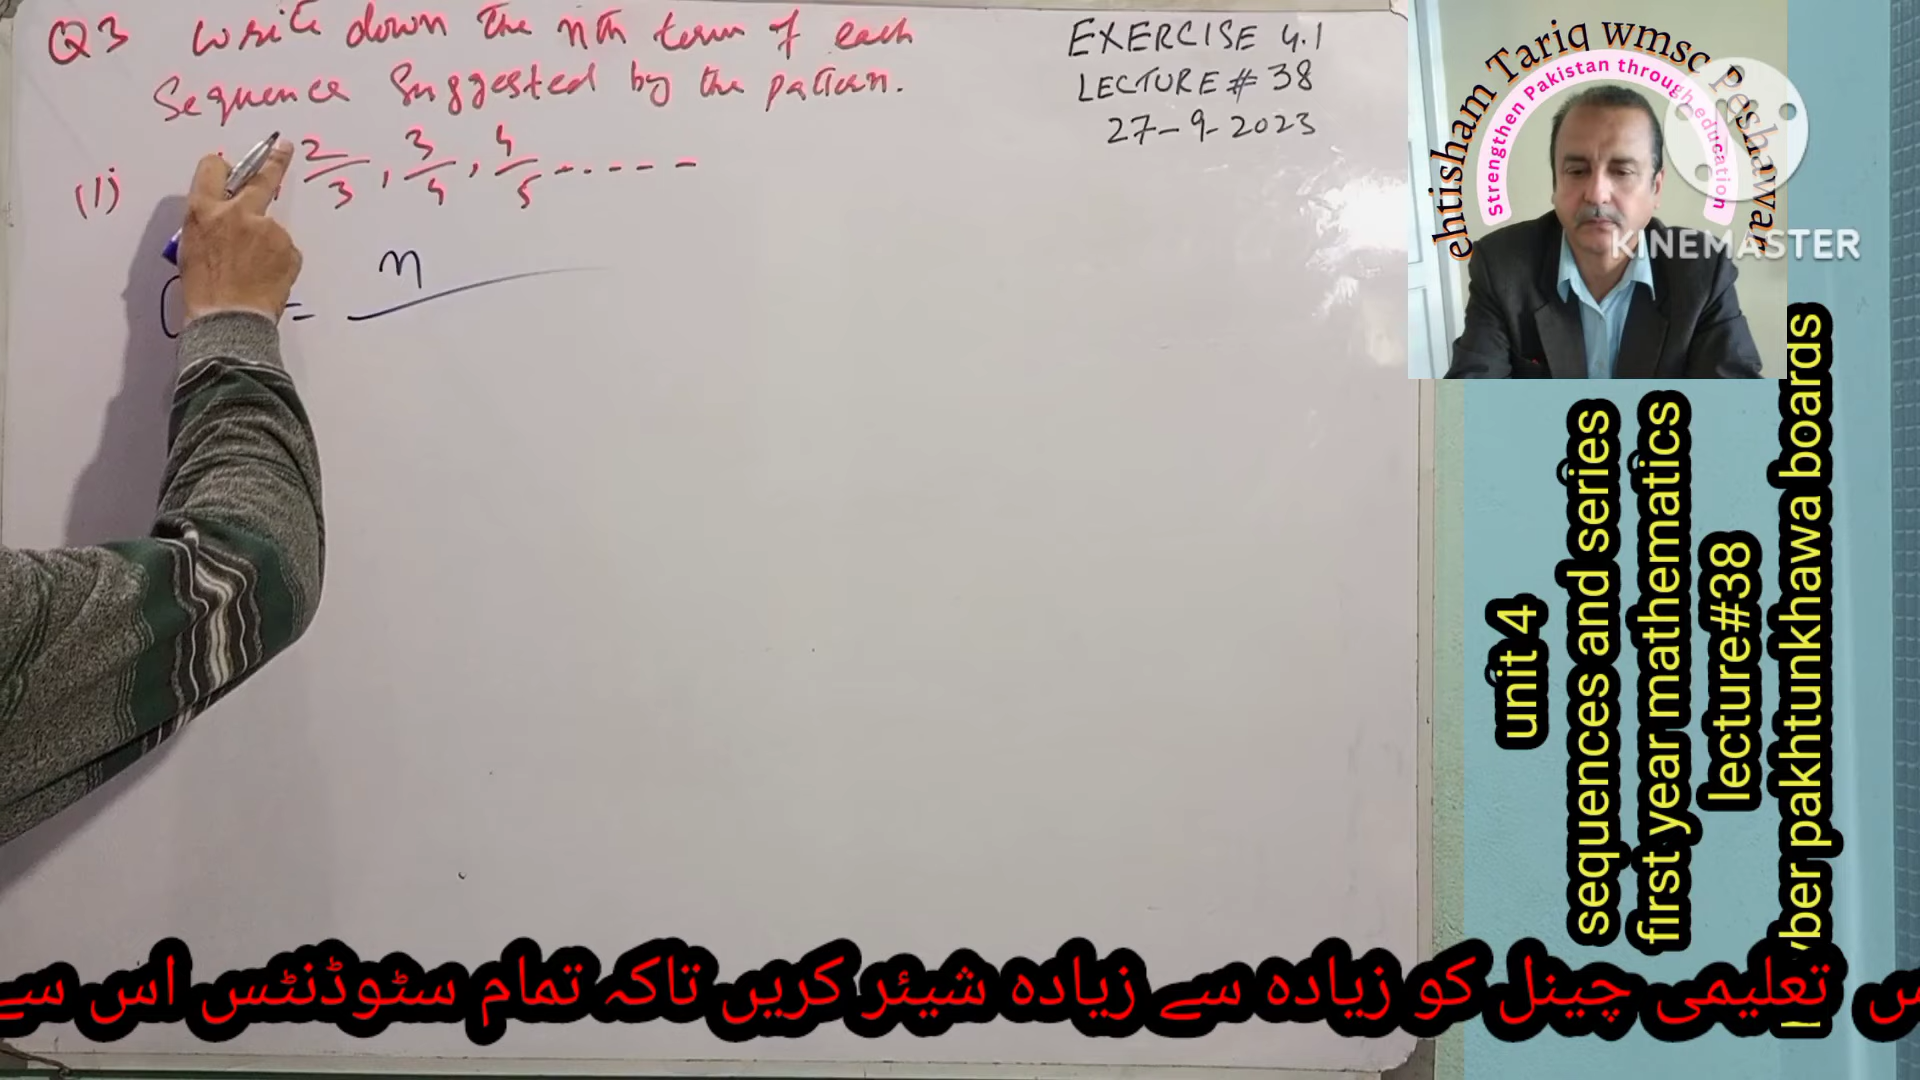 Q3 Write down the nth term of each
Sequence Suggested by the pattern.
(1) 2/3, 3/4, 4/5 -----
= n
EXERCISE 4.1
LECTURE # 38
27-9-2023
ehtisham Tariq wmsc Peshawar
Strengthen Pakistan through education
KINEMASTER
unit 4
sequences and series
first year mathematics
lecture#38
yber pakhtunkhawa boards
تعلیمی چینل کو زیادہ سے زیادہ شیئر کریں تاکہ تمام سٹوڈنٹس اس سے